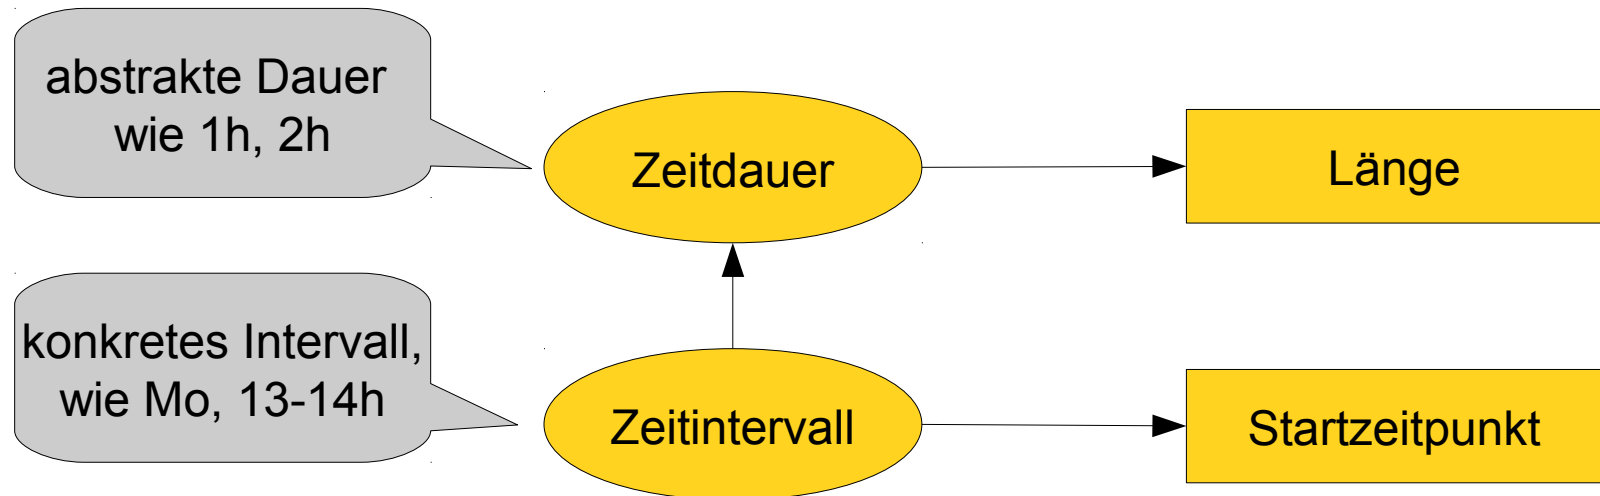 abstrakte Dauer
wie 1h, 2h
Zeitdauer
Länge
konkretes Intervall,
wie Mo, 13-14h
Zeitintervall
Startzeitpunkt